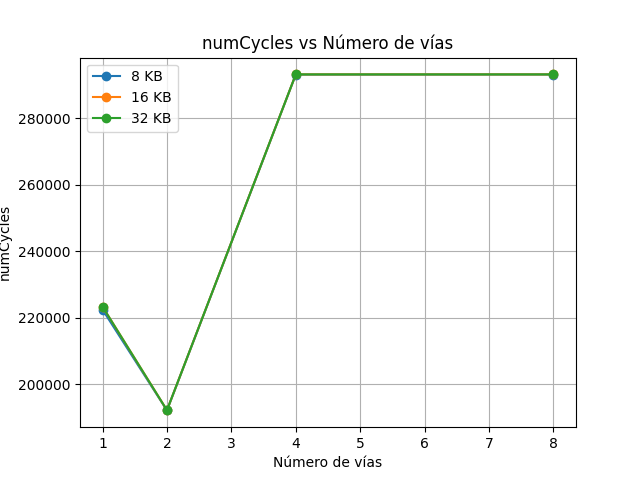 numCycles vs Número de vías
8 KB
16 KB
32 KB
280000
260000
240000
220000
200000
numCycles
1 2 3 4 5 6 7 8
Número de vías